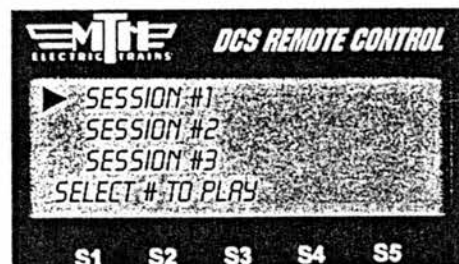 MTH
ELECTRIC TRAINS
DCS REMOTE CONTROL
SESSION #1
SESSION #2
SESSION #3
SELECT # TO PLAY
S1 S2 S3 S4 S5